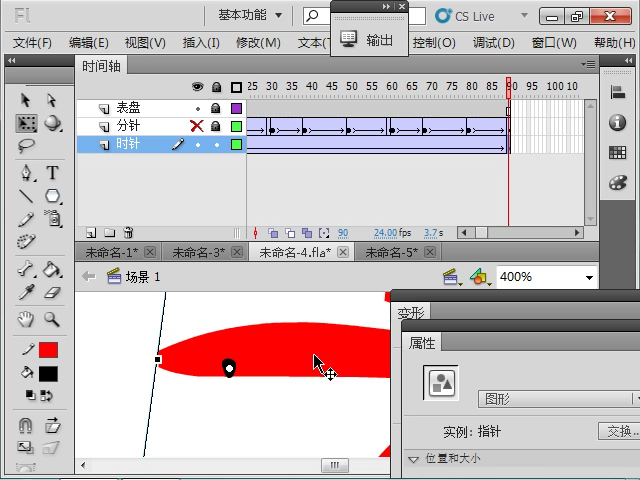 Fl
基本功能
CS Live
文件(F) 编辑(E) 视图(V) 插入(I) 修改(M) 文本(T 控制(O) 调试(D) 窗口(W) 帮助(H)
输出
时间轴
25 30 35 40 45 50 55 60 65 70 75 80 85 90 95 100 10
表盘
分针
时针
90 24.00 fps 3.7 s
未命名-1* 未命名-3* 未命名-4.fla* 未命名-5*
场景 1
400%
变形
属性
图形
实例: 指针
交换...
位置和大小